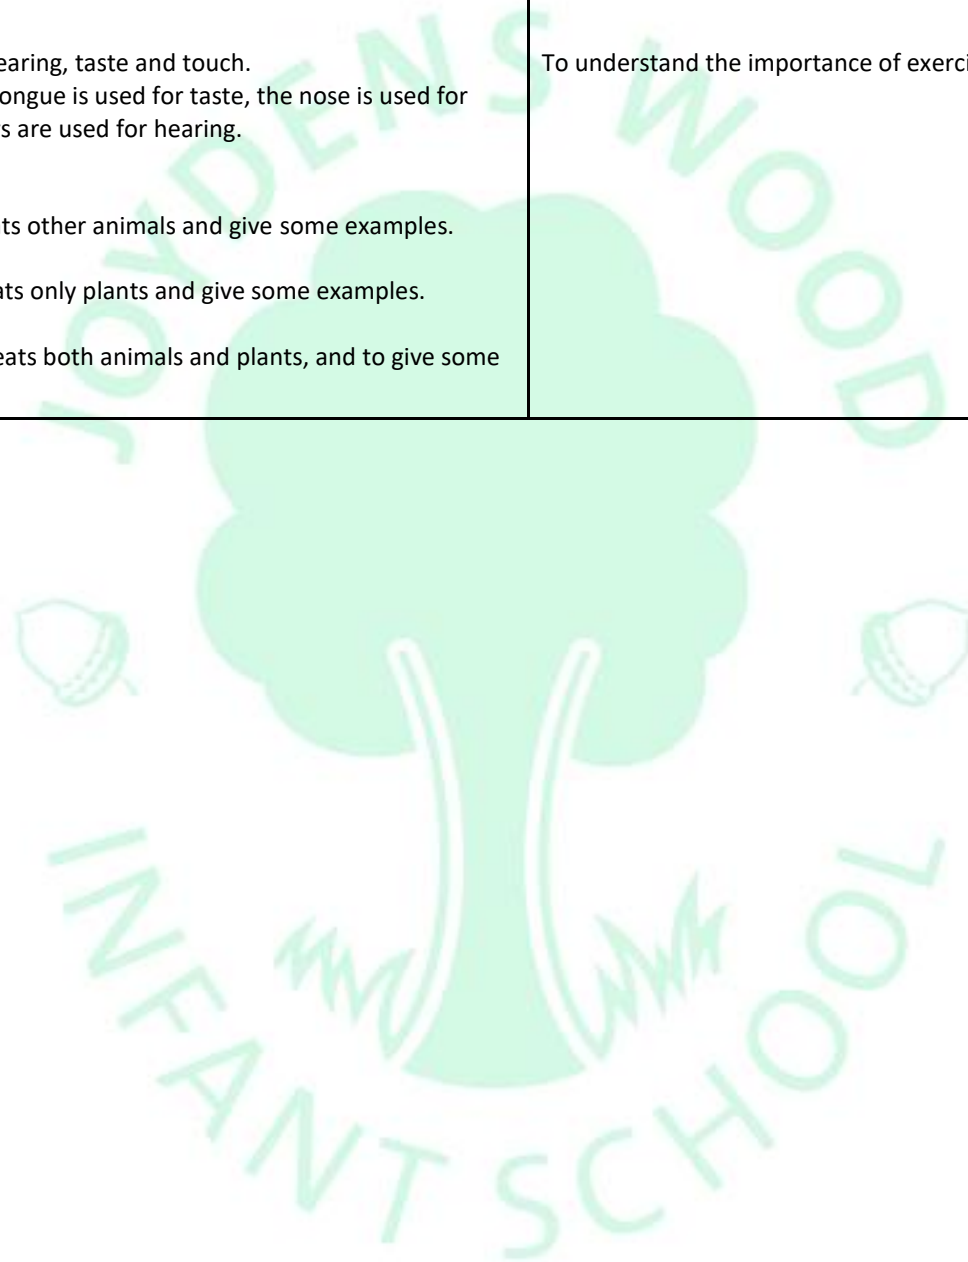 earing, taste and touch.
ongue is used for taste, the nose is used for
s are used for hearing.
ts other animals and give some examples.
ats only plants and give some examples.
eats both animals and plants, and to give some
To understand the importance of exerci
JOYDENS WOOD
INFANT SCHOOL